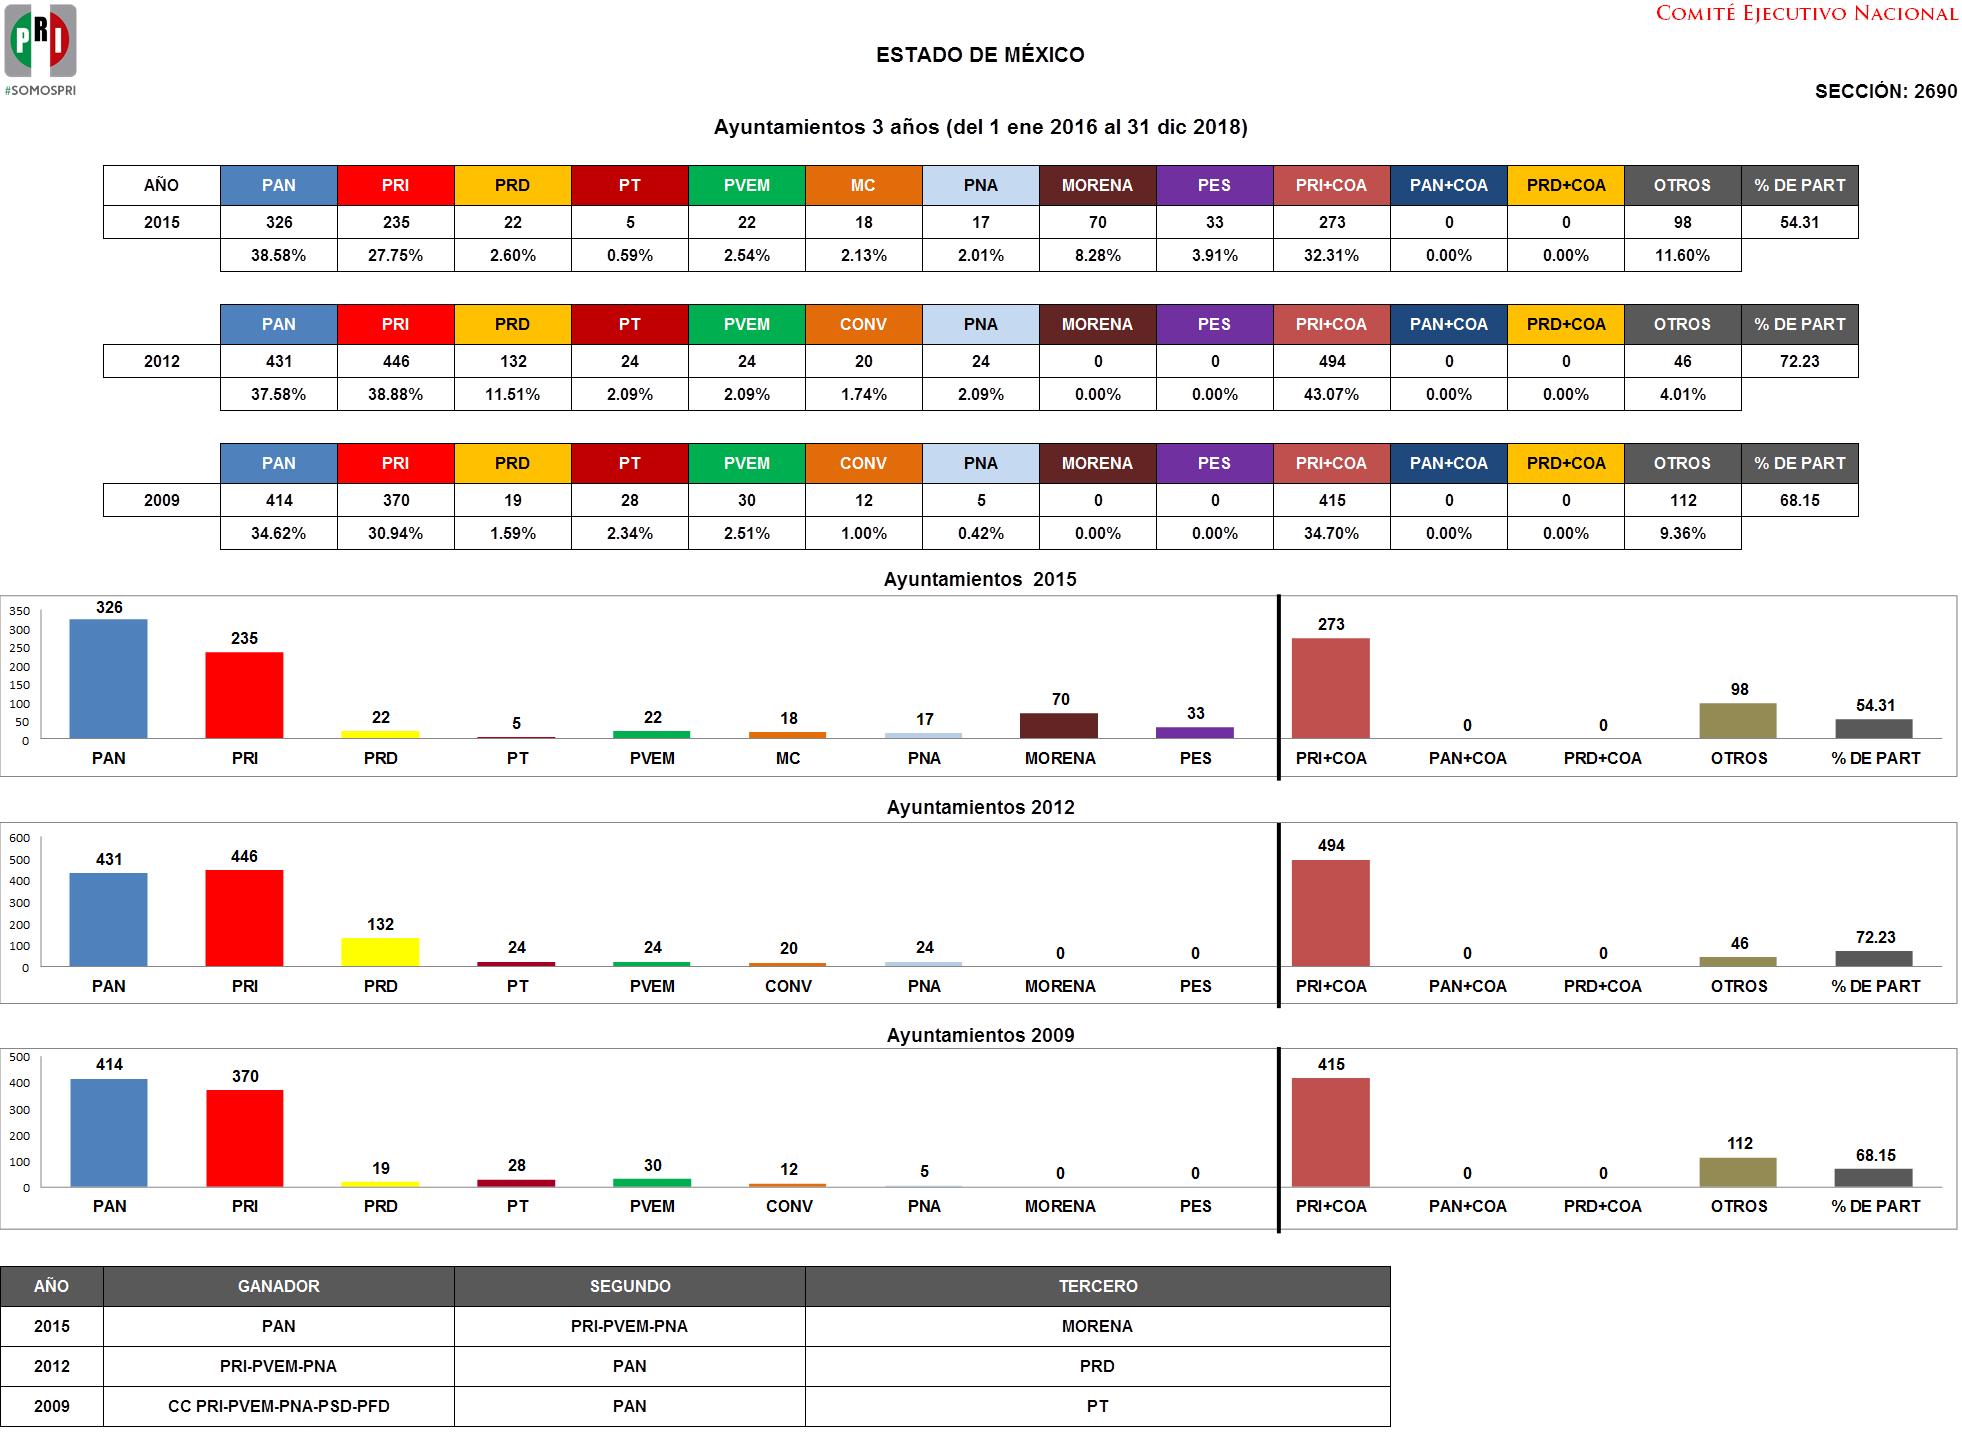 PRI
#SOMOSPRI
COMITÉ EJECUTIVO NACIONAL
ESTADO DE MÉXICO
SECCIÓN: 2690
Ayuntamientos 3 años (del 1 ene 2016 al 31 dic 2018)
AÑO PAN PRI PRD PT PVEM MC PNA MORENA PES PRI+COA PAN+COA PRD+COA OTROS % DE PART
2015 326 235 22 5 22 18 17 70 33 273 0 0 98 54.31
38.58% 27.75% 2.60% 0.59% 2.54% 2.13% 2.01% 8.28% 3.91% 32.31% 0.00% 0.00% 11.60%
PAN PRI PRD PT PVEM CONV PNA MORENA PES PRI+COA PAN+COA PRD+COA OTROS % DE PART
2012 431 446 132 24 24 20 24 0 0 494 0 0 46 72.23
37.58% 38.88% 11.51% 2.09% 2.09% 1.74% 2.09% 0.00% 0.00% 43.07% 0.00% 0.00% 4.01%
PAN PRI PRD PT PVEM CONV PNA MORENA PES PRI+COA PAN+COA PRD+COA OTROS % DE PART
2009 414 370 19 28 30 12 5 0 0 415 0 0 112 68.15
34.62% 30.94% 1.59% 2.34% 2.51% 1.00% 0.42% 0.00% 0.00% 34.70% 0.00% 0.00% 9.36%
Ayuntamientos 2015
350
300
250
200
150
100
50
0
326 235 22 5 22 18 17 70 33 273 0 0 98 54.31
PAN PRI PRD PT PVEM MC PNA MORENA PES PRI+COA PAN+COA PRD+COA OTROS % DE PART
Ayuntamientos 2012
600
500
400
300
200
100
0
431 446 132 24 24 20 24 0 0 494 0 0 46 72.23
PAN PRI PRD PT PVEM CONV PNA MORENA PES PRI+COA PAN+COA PRD+COA OTROS % DE PART
Ayuntamientos 2009
500
400
300
200
100
0
414 370 19 28 30 12 5 0 0 415 0 0 112 68.15
PAN PRI PRD PT PVEM CONV PNA MORENA PES PRI+COA PAN+COA PRD+COA OTROS % DE PART
AÑO GANADOR SEGUNDO TERCERO
2015 PAN PRI-PVEM-PNA MORENA
2012 PRI-PVEM-PNA PAN PRD
2009 CC PRI-PVEM-PNA-PSD-PFD PAN PT